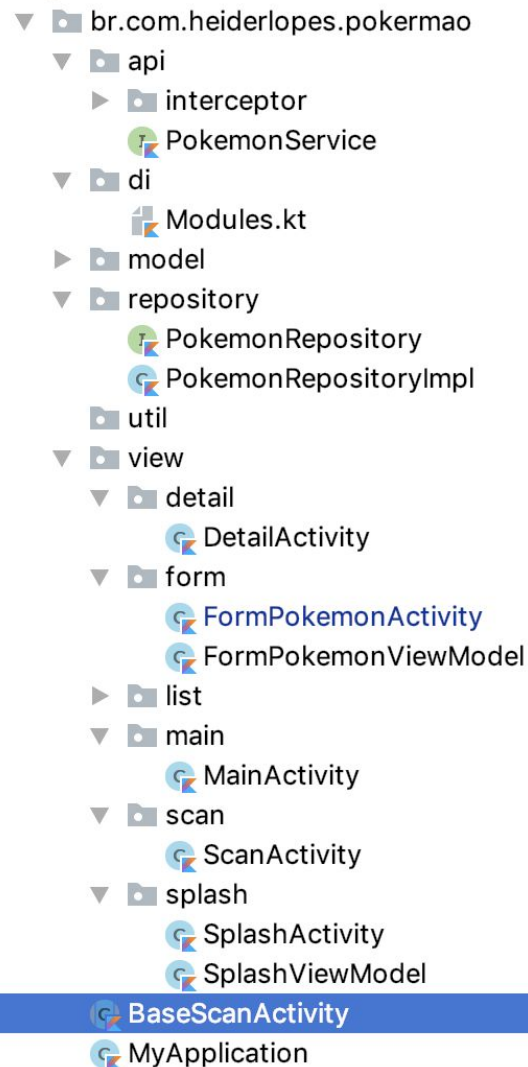 br.com.heiderlopes.pokermao
api
interceptor
PokemonService
di
Modules.kt
model
repository
PokemonRepository
PokemonRepositoryImpl
util
view
detail
DetailActivity
form
FormPokemonActivity
FormPokemonViewModel
list
main
MainActivity
scan
ScanActivity
splash
SplashActivity
SplashViewModel
BaseScanActivity
MyApplication